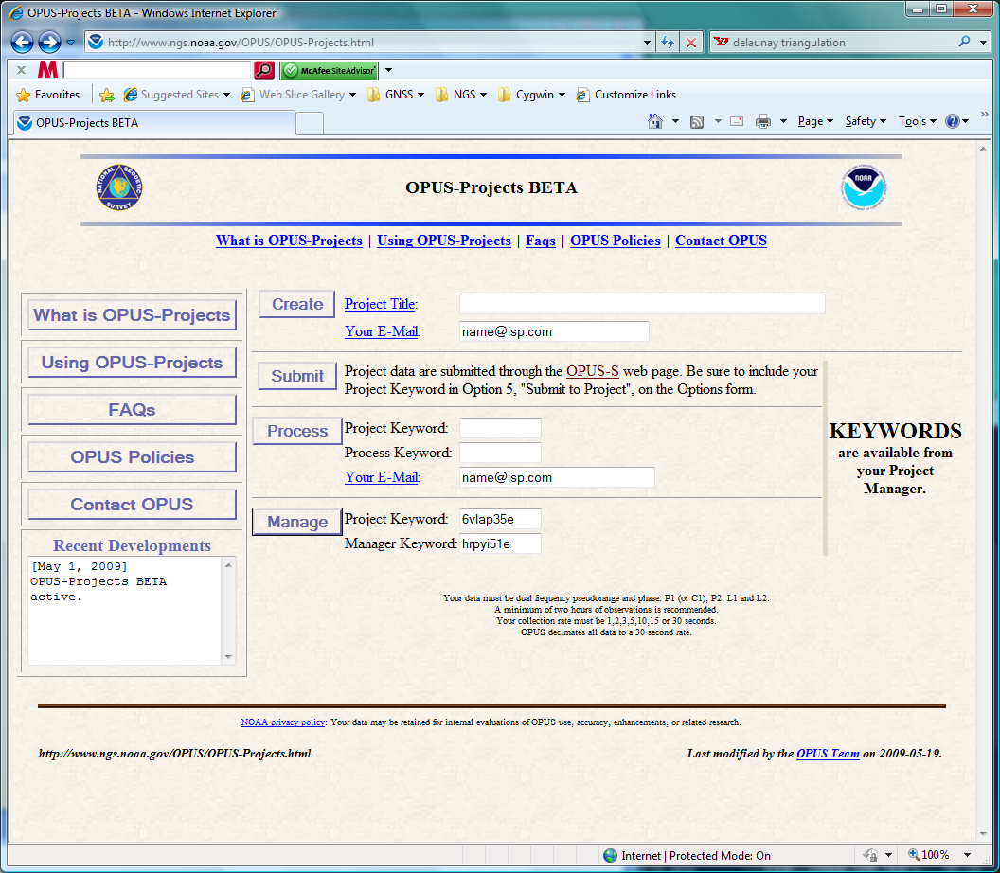 OPUS-Projects BETA - Windows Internet Explorer
http://www.ngs.noaa.gov/OPUS/OPUS-Projects.html
delaunay triangulation
McAfee SiteAdvisor
Favorites
Suggested Sites
Web Slice Gallery
GNSS
NGS
Cygwin
Customize Links
OPUS-Projects BETA
Page
Safety
Tools
NATIONAL GEODETIC SURVEY
OPUS-Projects BETA
NOAA
What is OPUS-Projects | Using OPUS-Projects | Faqs | OPUS Policies | Contact OPUS
What is OPUS-Projects
Using OPUS-Projects
FAQs
OPUS Policies
Contact OPUS
Recent Developments
[May 1, 2009]
OPUS-Projects BETA
active.
Create
Project Title:
Your E-Mail: name@isp.com
Submit
Project data are submitted through the OPUS-S web page. Be sure to include your
Project Keyword in Option 5, "Submit to Project", on the Options form.
Process
Project Keyword:
Process Keyword:
Your E-Mail: name@isp.com
Manage
Project Keyword: 6vlap35e
Manager Keyword: hrpyi51e
KEYWORDS
are available from
your Project
Manager.
Your data must be dual frequency pseudorange and phase: P1 (or C1), P2, L1 and L2.
A minimum of two hours of observations is recommended.
Your collection rate must be 1,2,3,5,10,15 or 30 seconds.
OPUS decimates all data to a 30 second rate.
NOAA privacy policy: Your data may be retained for internal evaluations of OPUS use, accuracy, enhancements, or related research.
http://www.ngs.noaa.gov/OPUS/OPUS-Projects.html
Last modified by the OPUS Team on 2009-05-19.
Internet | Protected Mode: On
100%